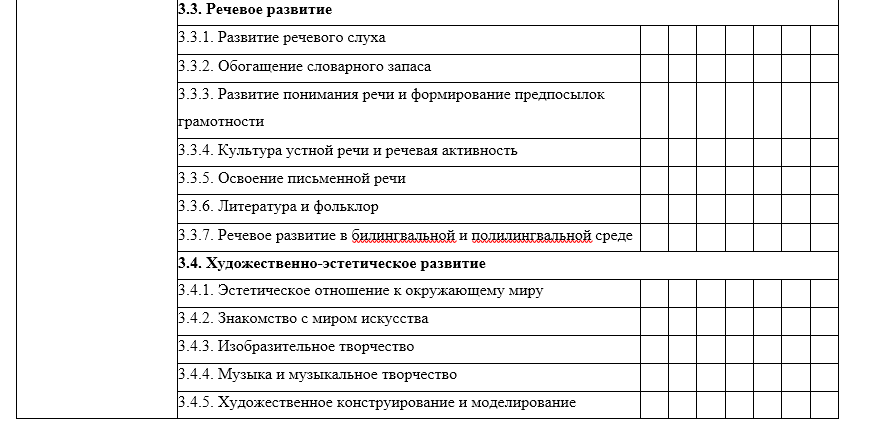 3.3. Речевое развитие
3.3.1. Развитие речевого слуха
3.3.2. Обогащение словарного запаса
3.3.3. Развитие понимания речи и формирование предпосылок
грамотности
3.3.4. Культура устной речи и речевая активность
3.3.5. Освоение письменной речи
3.3.6. Литература и фольклор
3.3.7. Речевое развитие в билингвальной и полилингвальной среде
3.4. Художественно-эстетическое развитие
3.4.1. Эстетическое отношение к окружающему миру
3.4.2. Знакомство с миром искусства
3.4.3. Изобразительное творчество
3.4.4. Музыка и музыкальное творчество
3.4.5. Художественное конструирование и моделирование